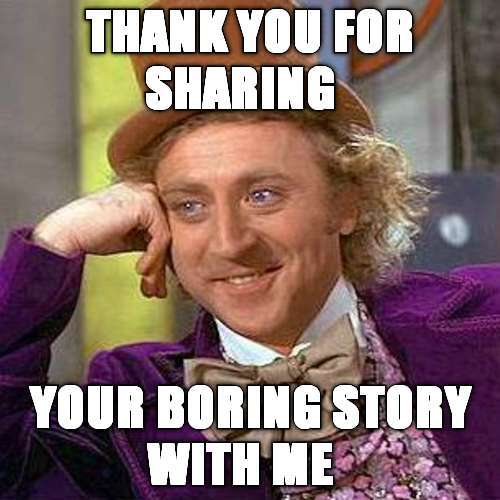 THANK YOU FOR
SHARING
YOUR BORING STORY
WITH ME